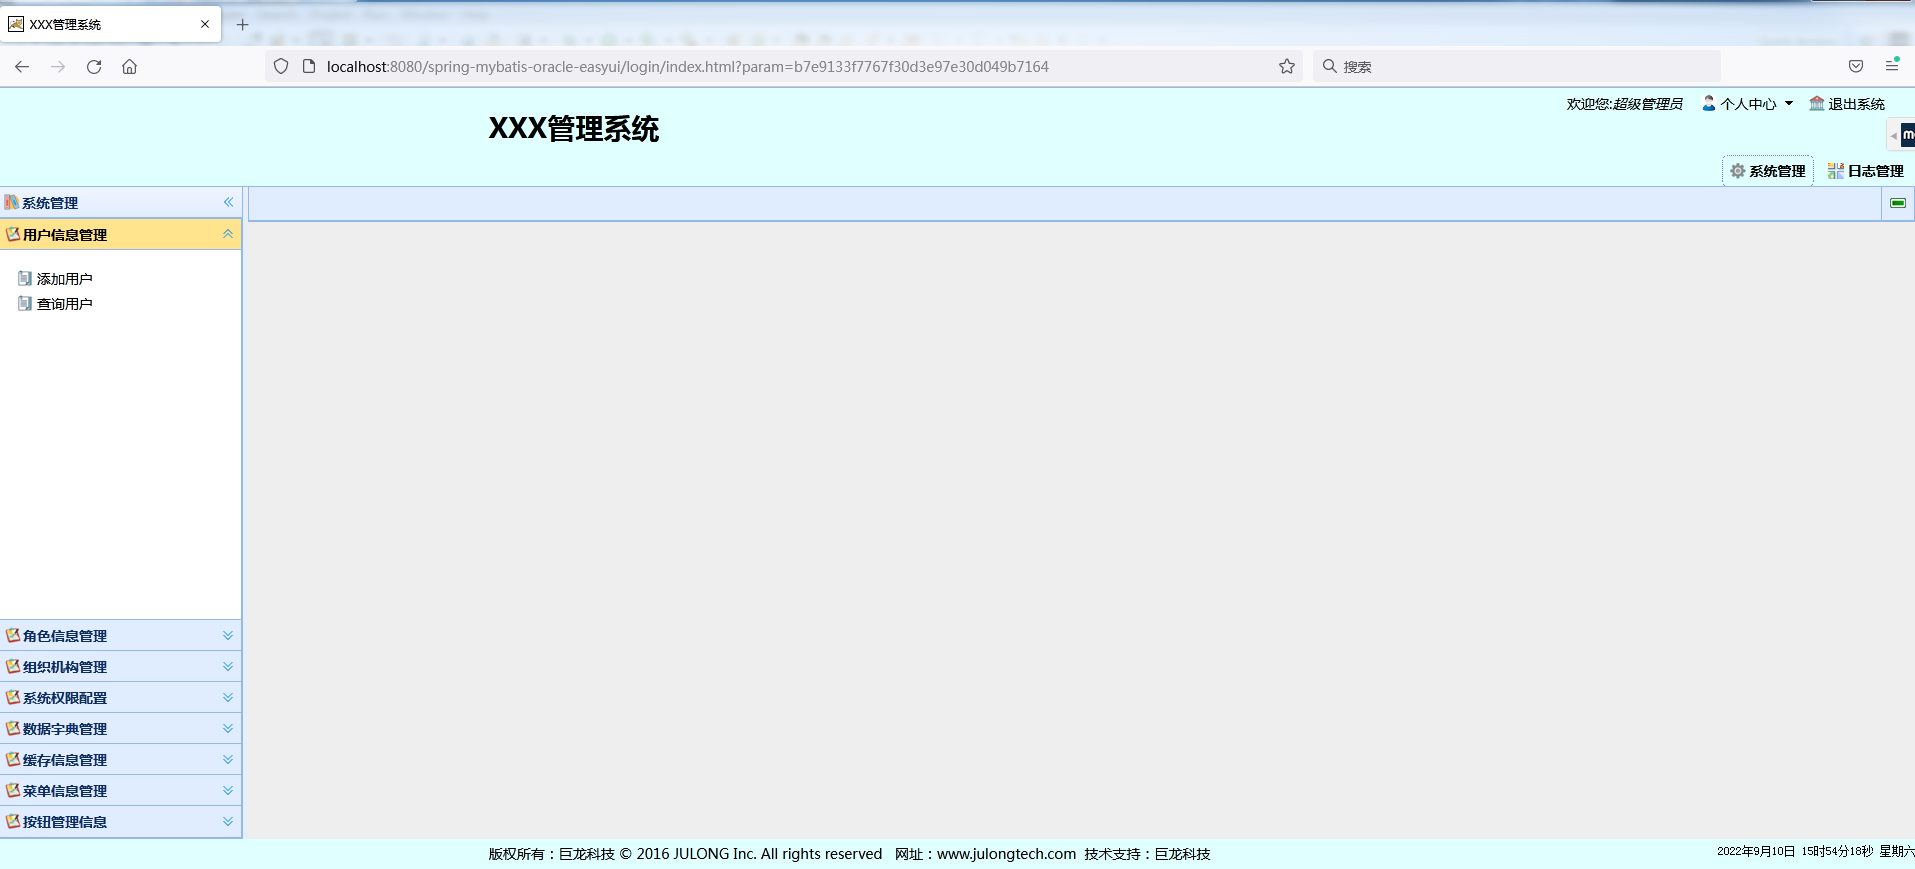 XXX管理系统
localhost:8080/spring-mybatis-oracle-easyui/login/index.html?param=b7e9133f7767f30d3e97e30d049b7164
搜索
欢迎您:超级管理员 个人中心 退出系统
XXX管理系统
系统管理 日志管理
系统管理
用户信息管理
添加用户
查询用户
角色信息管理
组织机构管理
系统权限配置
数据字典管理
缓存信息管理
菜单信息管理
按钮管理信息
版权所有：巨龙科技 © 2016 JULONG Inc. All rights reserved 网址：www.julongtech.com 技术支持：巨龙科技
2022年9月10日 15时54分18秒 星期六